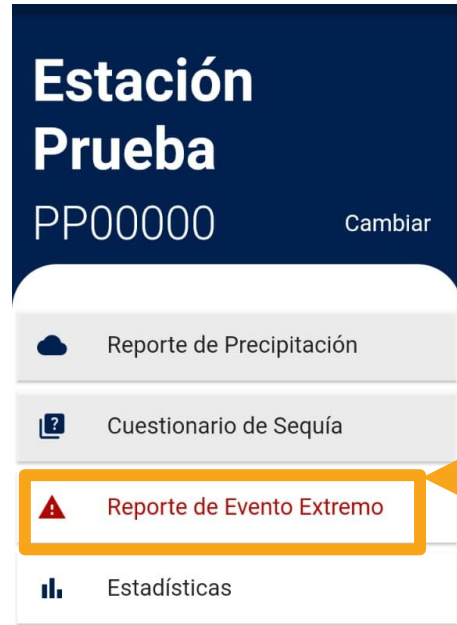 Estación
Prueba
PP00000
Cambiar
Reporte de Precipitación
Cuestionario de Sequía
Reporte de Evento Extremo
Estadísticas